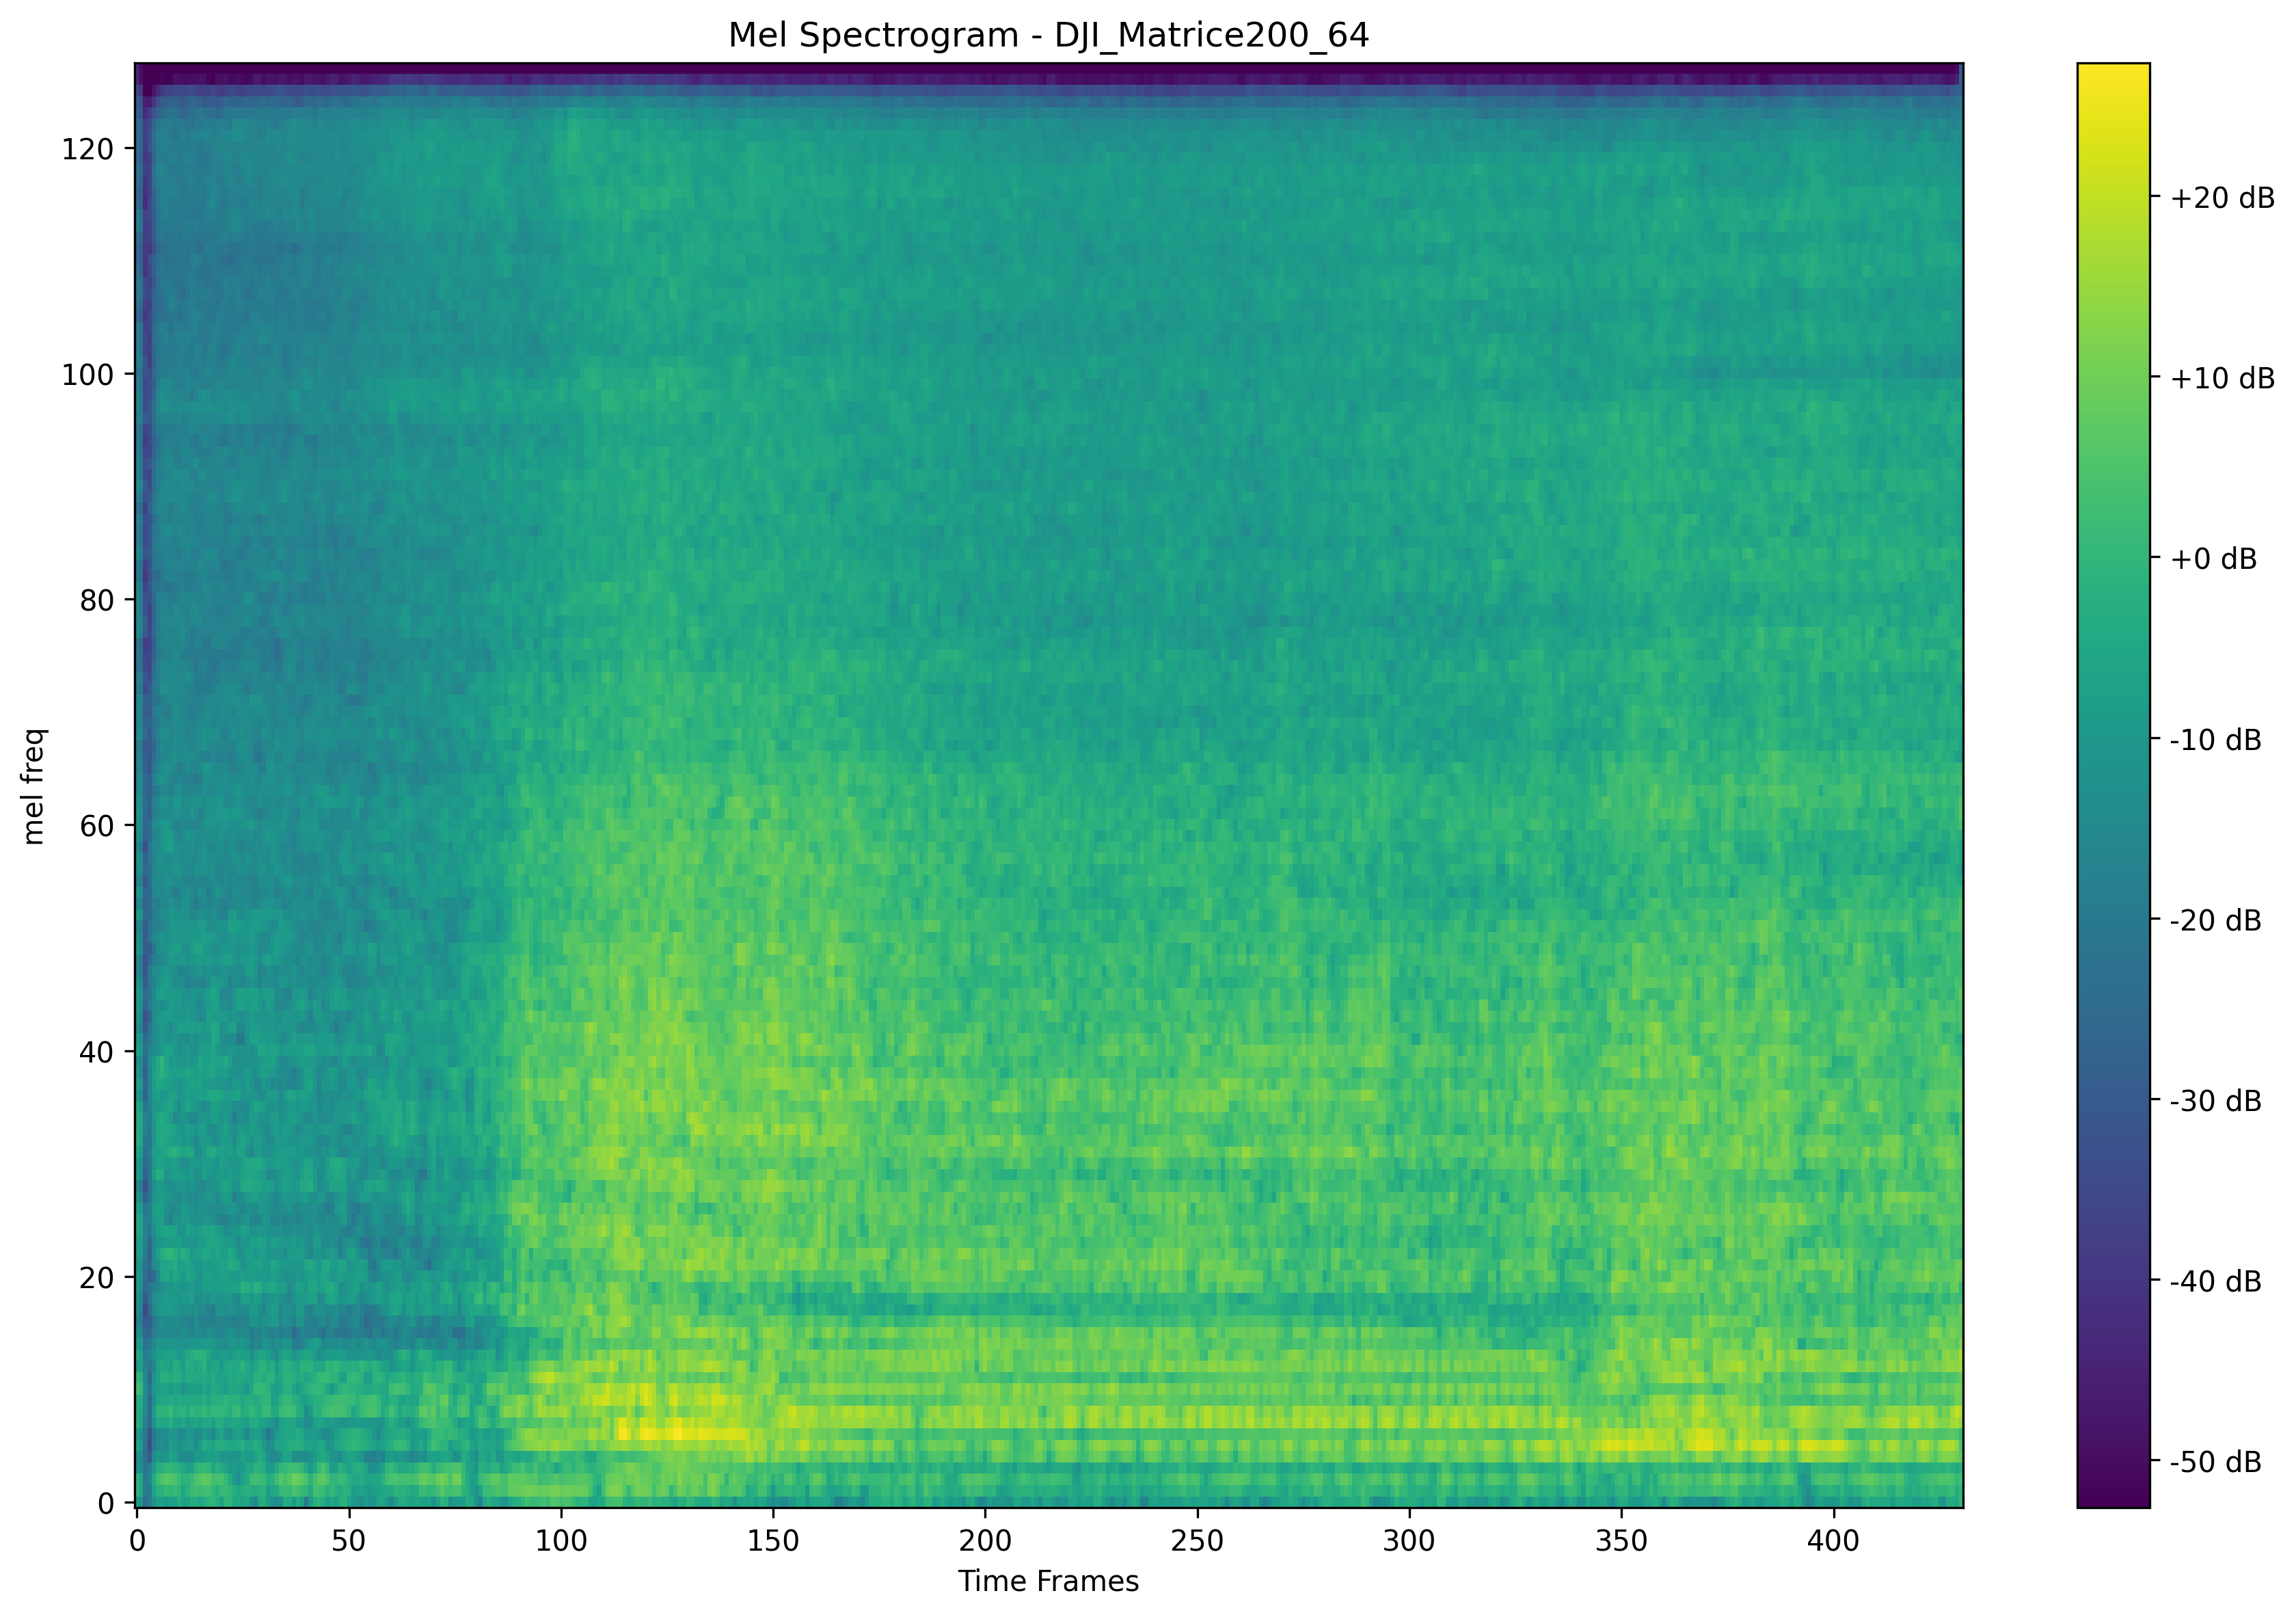 Mel Spectrogram - DJI_Matrice200_64
mel freq
120
100
80
60
40
20
0
0 50 100 150 200 250 300 350 400
Time Frames
+20 dB
+10 dB
+0 dB
-10 dB
-20 dB
-30 dB
-40 dB
-50 dB